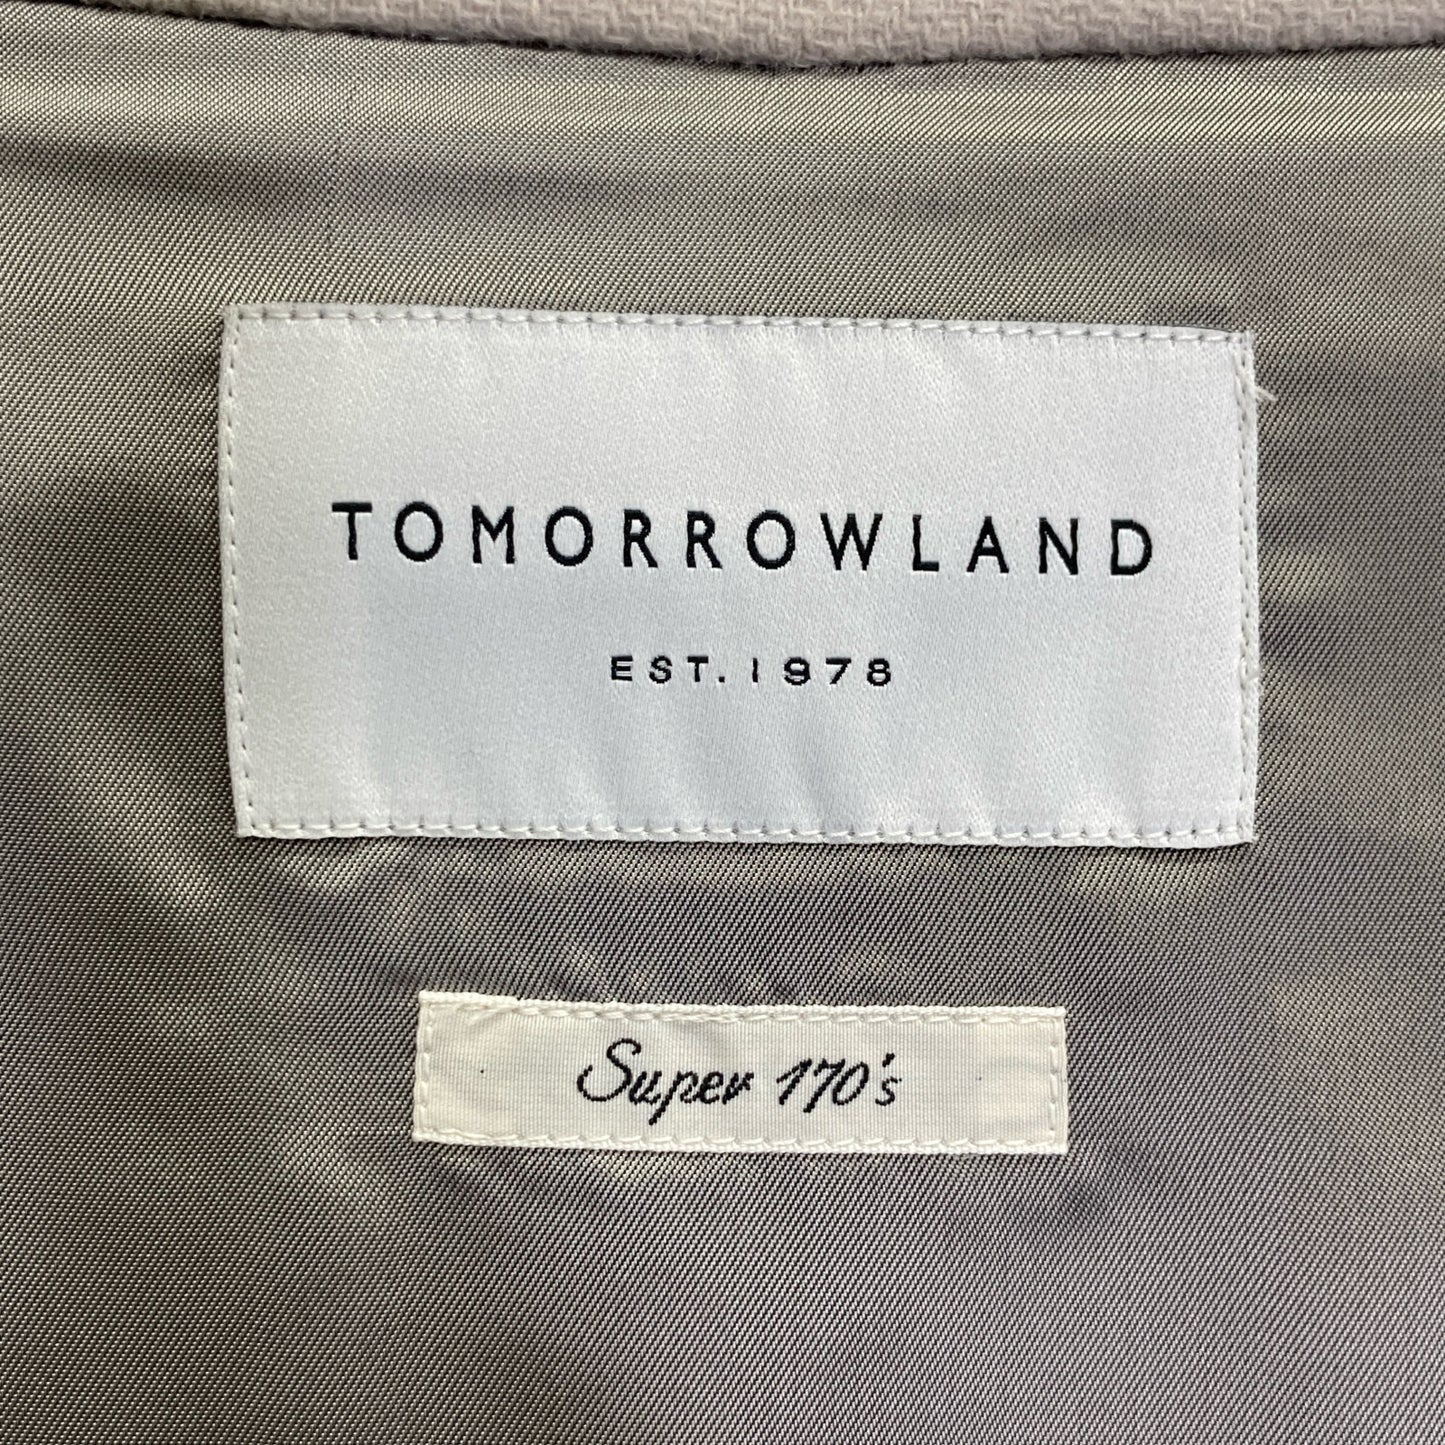 TOMORROWLAND
EST. 1978
Super 170's